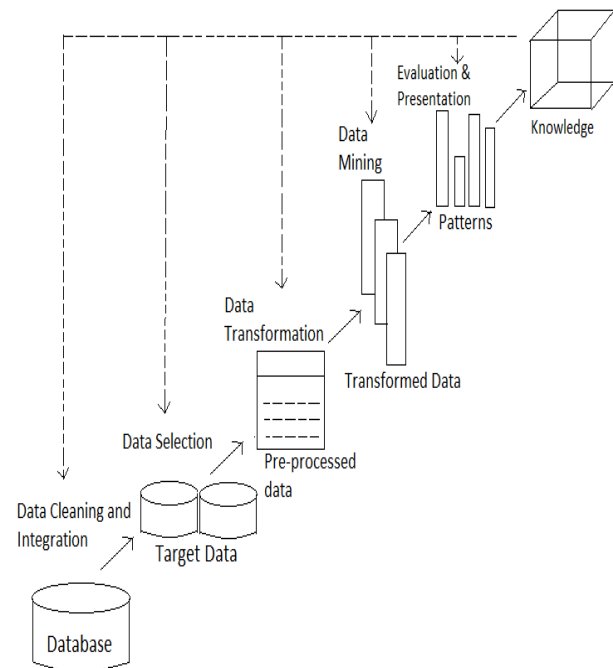 Evaluation &
Presentation
Knowledge
Data
Mining
Patterns
Data
Transformation
Transformed Data
Data Selection
Pre-processed
data
Data Cleaning and
Integration
Target Data
Database